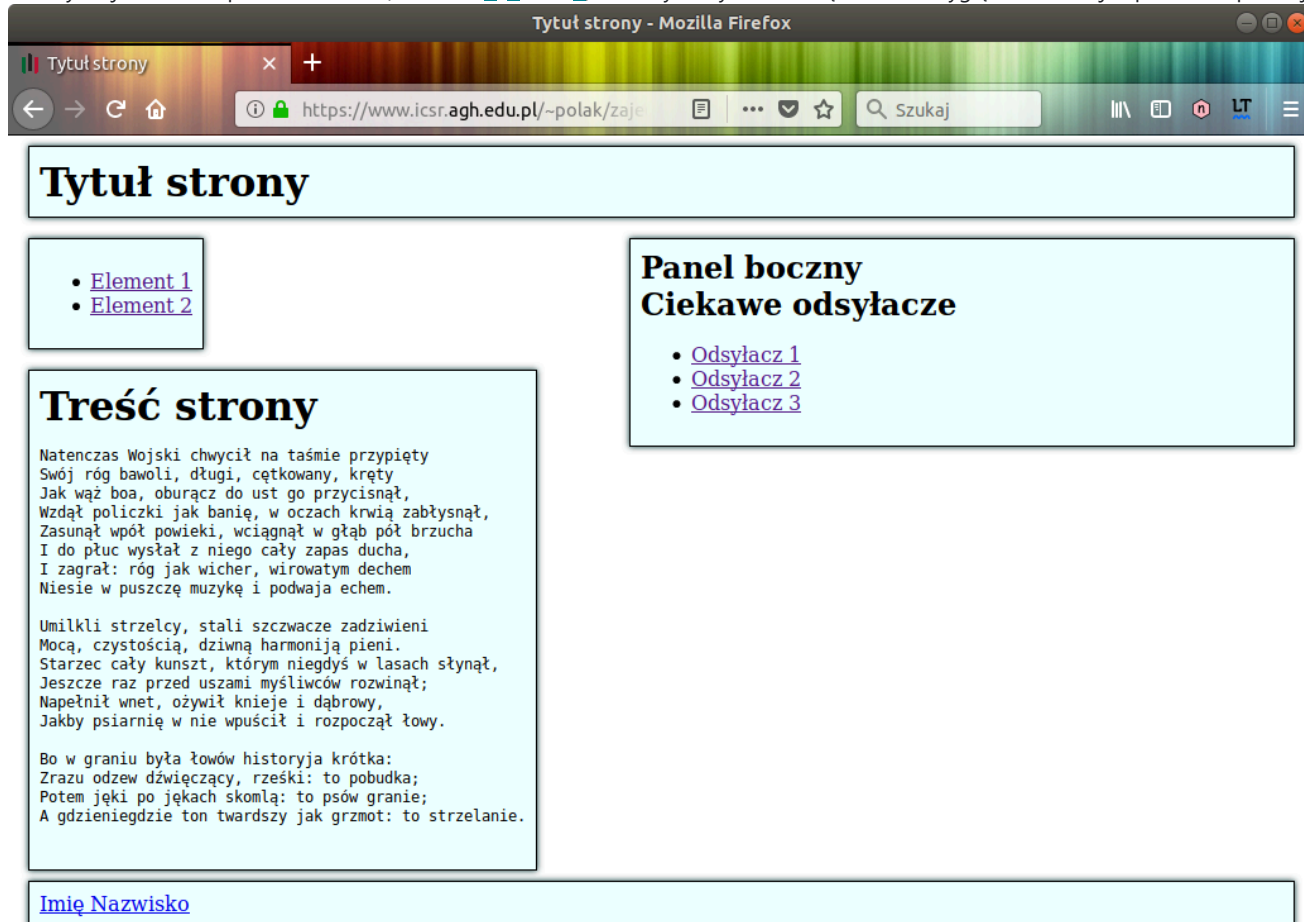 Tytuł strony - Mozilla Firefox
Tytuł strony
https://www.icsr.agh.edu.pl/~polak/zaje
Szukaj
LT
Tytuł strony
Element 1
Element 2
Panel boczny
Ciekawe odsyłacze
Odsyłacz 1
Odsyłacz 2
Odsyłacz 3
Treść strony
Natenczas Wojski chwycił na taśmie przypięty
Swój róg bawoli, długi, cętkowany, kręty
Jak wąż boa, oburącz do ust go przycisnął,
Wzdął policzki jak banię, w oczach krwią zabłysnął,
Zasunął wpół powieki, wciągnął w głąb pół brzucha
I do płuc wysłał z niego cały zapas ducha,
I zagrał: róg jak wicher, wirowatym dechem
Niesie w puszczę muzykę i podwaja echem.
Umilkli strzelcy, stali szczwacze zadziwieni
Mocą, czystością, dziwną harmoniją pieni.
Starzec cały kunszt, którym niegdyś w lasach słynął,
Jeszcze raz przed uszami myśliwców rozwinął;
Napełnił wnet, ożywił knieje i dąbrowy,
Jakby psiarnię w nie wpuścił i rozpoczął łowy.
Bo w graniu była łowów historyja krótka:
Zrazu odzew dźwięczący, rześki: to pobudka;
Potem jęki po jękach skomlą: to psów granie;
A gdzieniegdzie ton twardszy jak grzmot: to strzelanie.
Imię Nazwisko